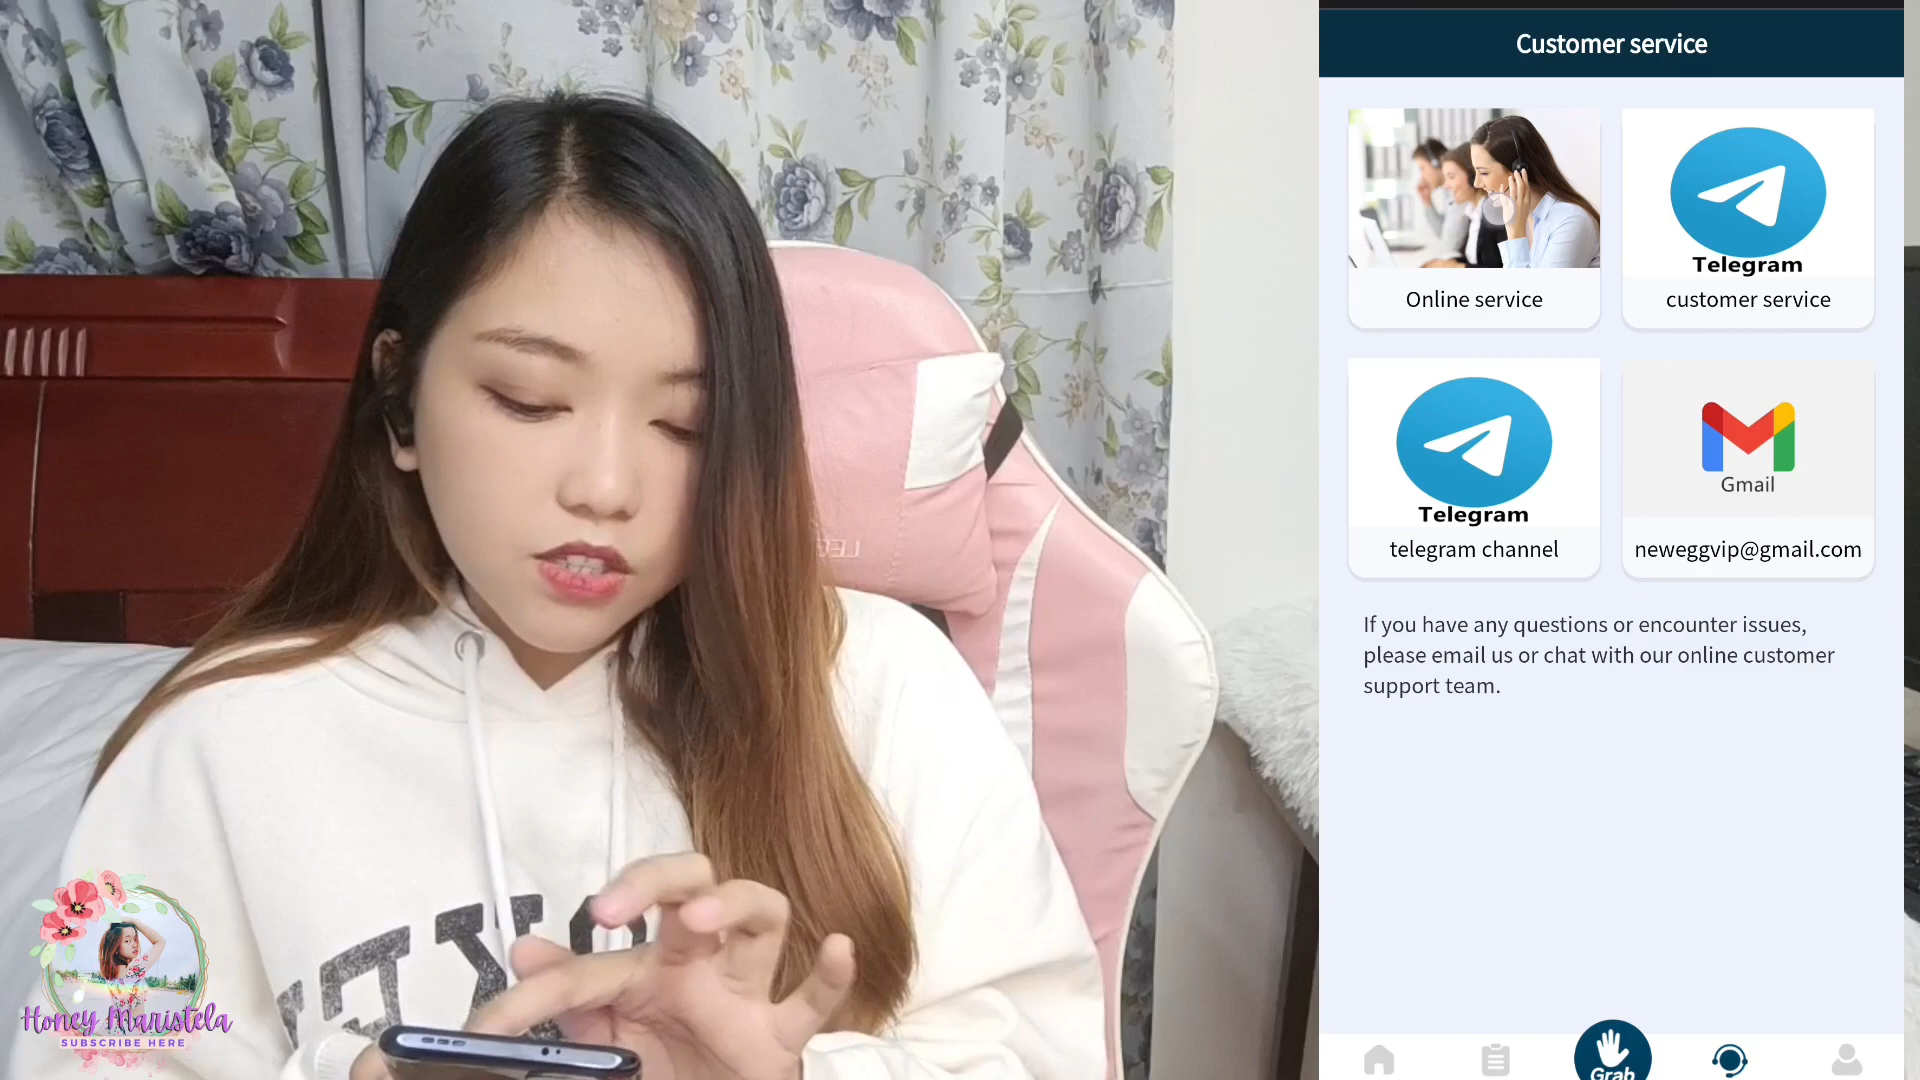 Customer service
Telegram
Online service
customer service
Telegram
Gmail
telegram channel
neweggvip@gmail.com
If you have any questions or encounter issues,
please email us or chat with our online customer
support team.
Grab
Honey Maristela
SUBSCRIBE HERE